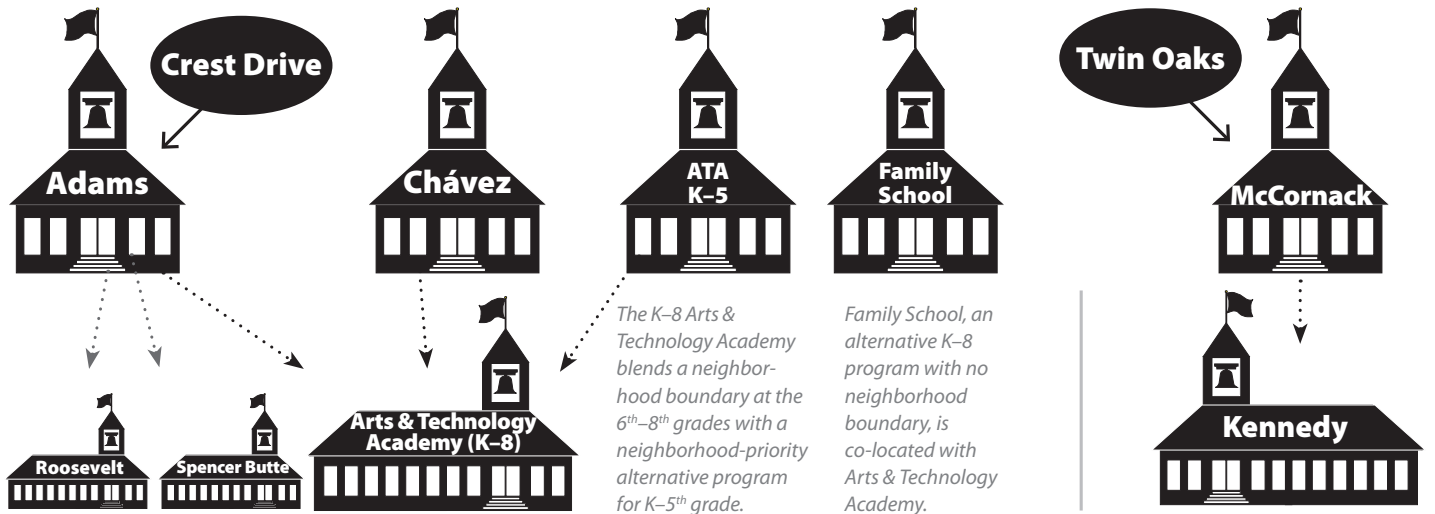 Crest Drive
Twin Oaks
Adams
Chávez
ATA
K–5
Family
School
McCornack
The K–8 Arts &
Technology Academy
blends a neighbor-
hood boundary at the
6th–8th grades with a
neighborhood-priority
alternative program
for K–5th grade.
Family School, an
alternative K–8
program with no
neighborhood
boundary, is
co-located with
Arts & Technology
Academy.
Roosevelt
Spencer Butte
Arts & Technology
Academy (K–8)
Kennedy